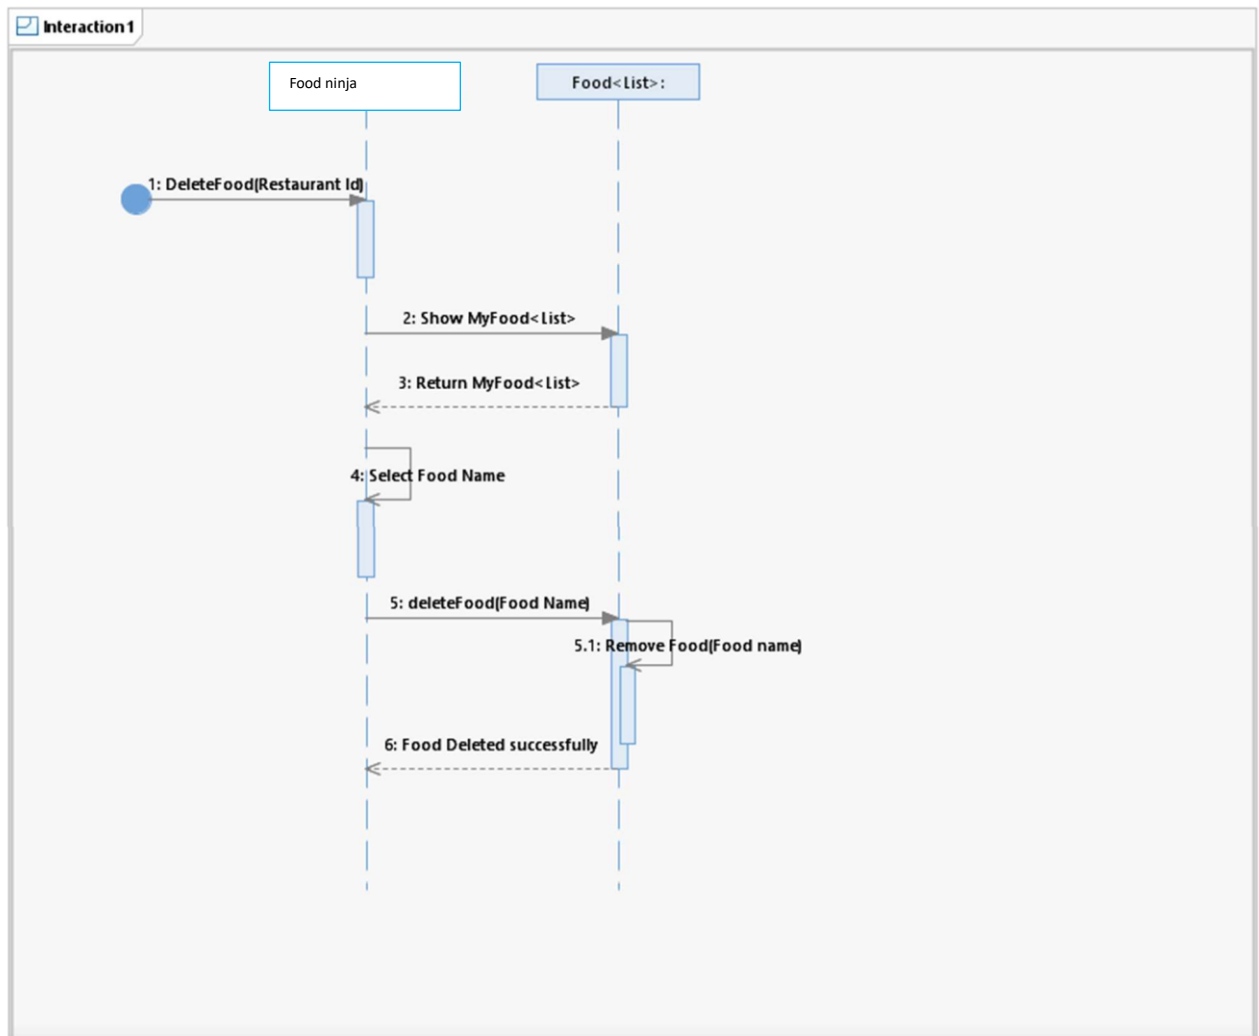 Interaction1
Food ninja
Food<List>:
1: DeleteFood(Restaurant Id)
2: Show MyFood<List>
3: Return MyFood<List>
4: Select Food Name
5: deleteFood(Food Name)
5.1: Remove Food(Food name)
6: Food Deleted successfully